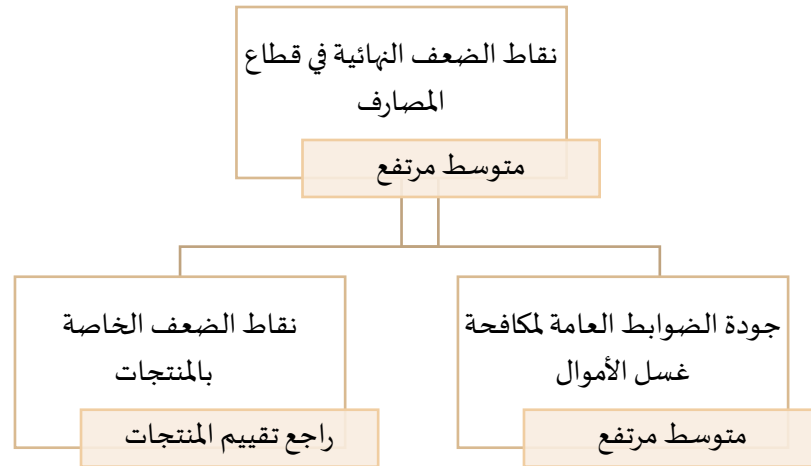 نقاط الضعف النهائية في قطاع
المصارف
متوسط مرتفع
جودة الضوابط العامة لمكافحة
غسل الأموال
متوسط مرتفع
نقاط الضعف الخاصة
بالمنتجات
راجع تقييم المنتجات